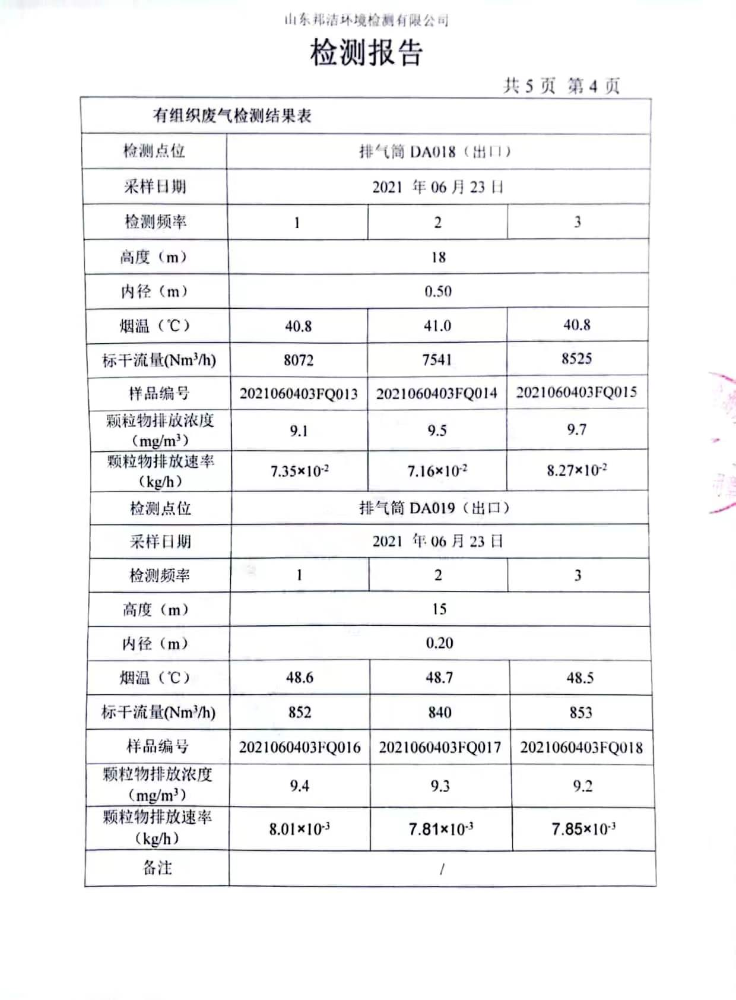 山东邦洁环境检测有限公司
检测报告
共 5 页 第 4 页
有组织废气检测结果表
检测点位 排气筒 DA018（出口）
采样日期 2021 年 06 月 23 日
检测频率 1 2 3
高度（m） 18
内径（m） 0.50
烟温（℃） 40.8 41.0 40.8
标干流量(Nm³/h) 8072 7541 8525
样品编号 2021060403FQ013 2021060403FQ014 2021060403FQ015
颗粒物排放浓度
（mg/m³） 9.1 9.5 9.7
颗粒物排放速率
（kg/h） 7.35×10⁻² 7.16×10⁻² 8.27×10⁻²
检测点位 排气筒 DA019（出口）
采样日期 2021 年 06 月 23 日
检测频率 1 2 3
高度（m） 15
内径（m） 0.20
烟温（℃） 48.6 48.7 48.5
标干流量(Nm³/h) 852 840 853
样品编号 2021060403FQ016 2021060403FQ017 2021060403FQ018
颗粒物排放浓度
（mg/m³） 9.4 9.3 9.2
颗粒物排放速率
（kg/h） 8.01×10⁻³ 7.81×10⁻³ 7.85×10⁻³
备注 /